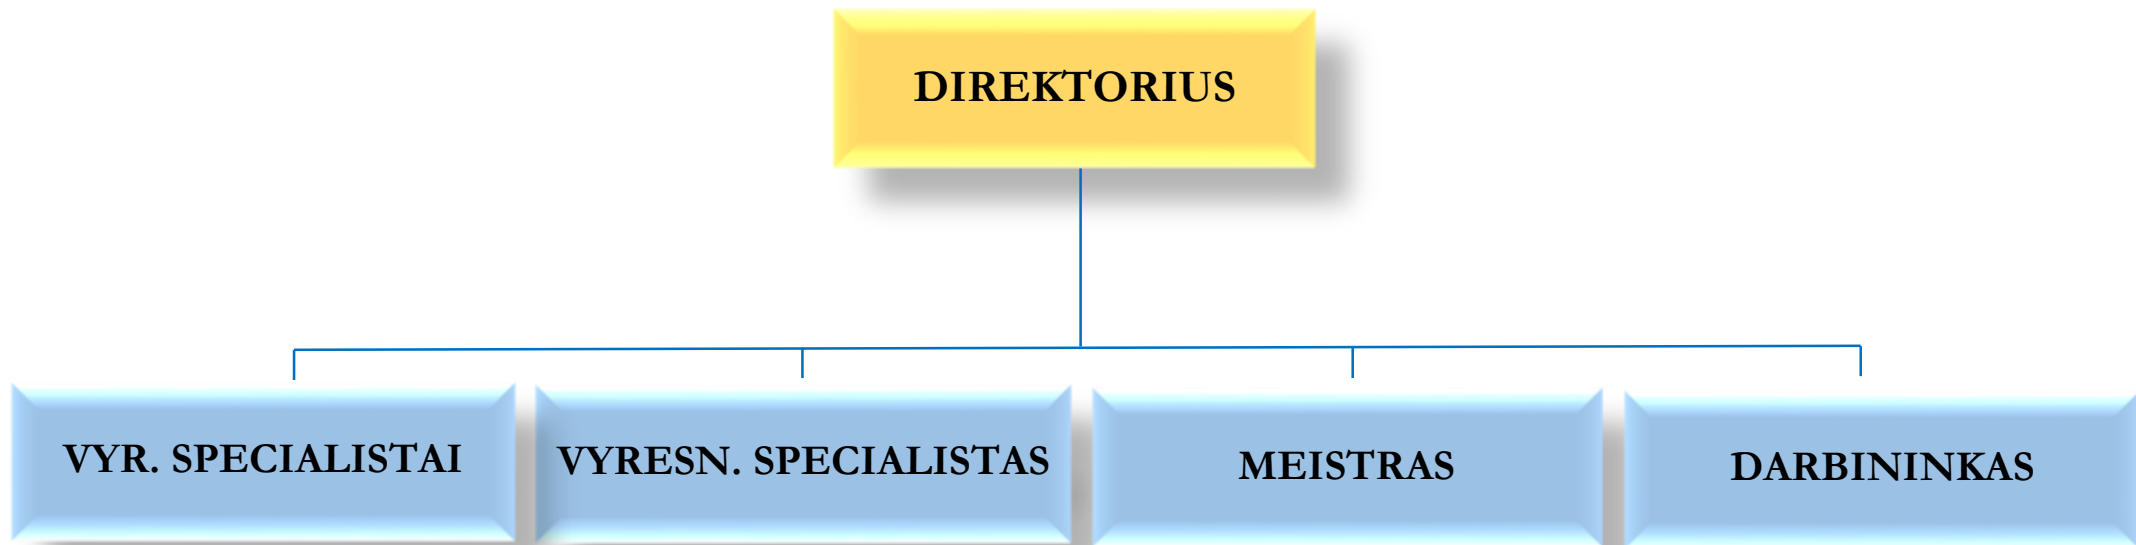 DIREKTORIUS
VYR. SPECIALISTAI
VYRESN. SPECIALISTAS
MEISTRAS
DARBININKAS